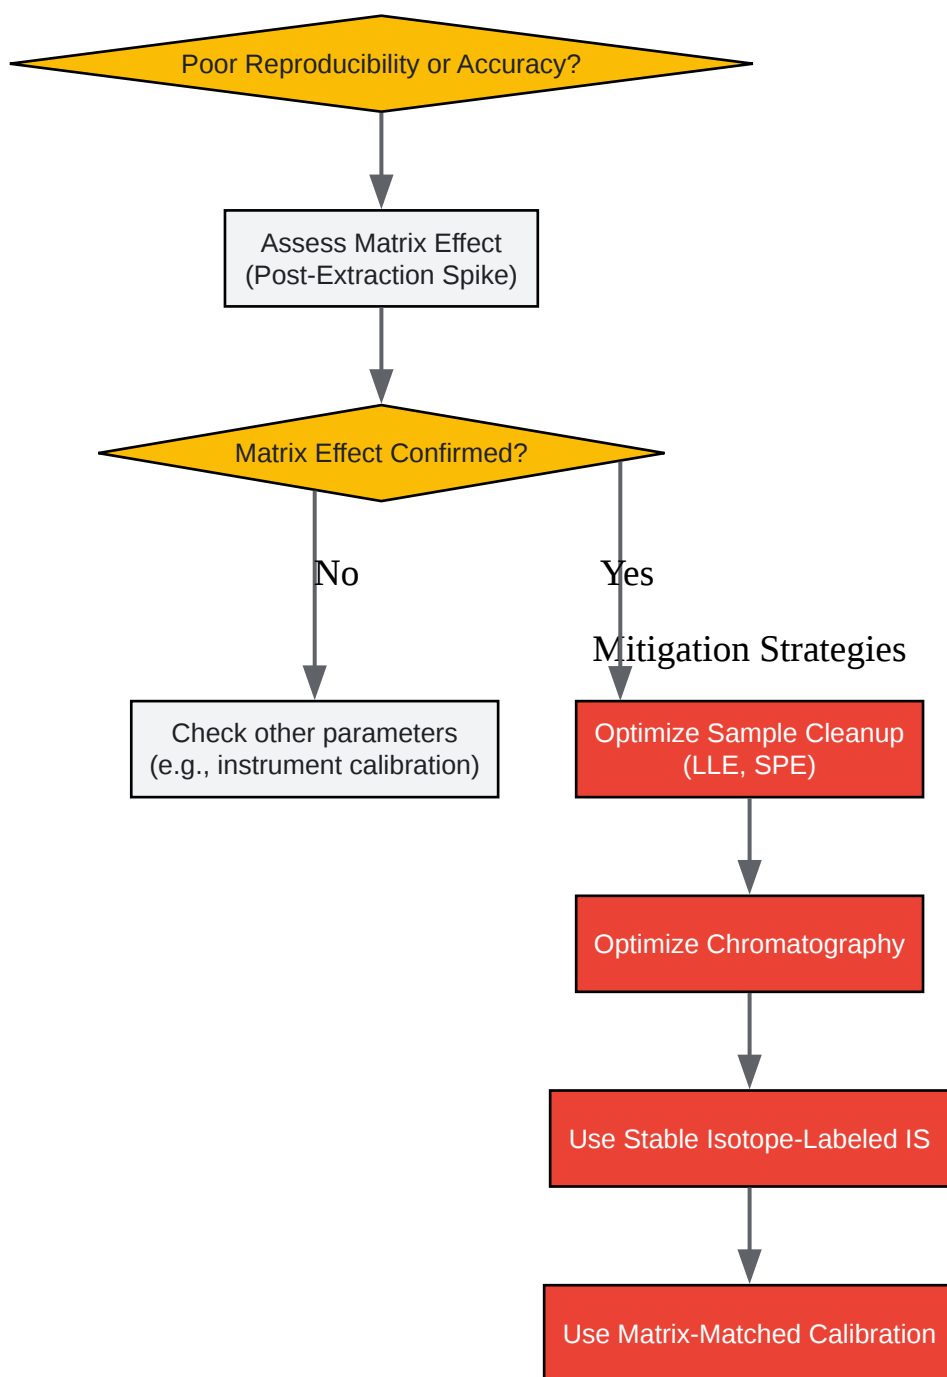 Poor Reproducibility or Accuracy?
Assess Matrix Effect
(Post-Extraction Spike)
Matrix Effect Confirmed?
No
Yes
Mitigation Strategies
Check other parameters
(e.g., instrument calibration)
Optimize Sample Cleanup
(LLE, SPE)
Optimize Chromatography
Use Stable Isotope-Labeled IS
Use Matrix-Matched Calibration